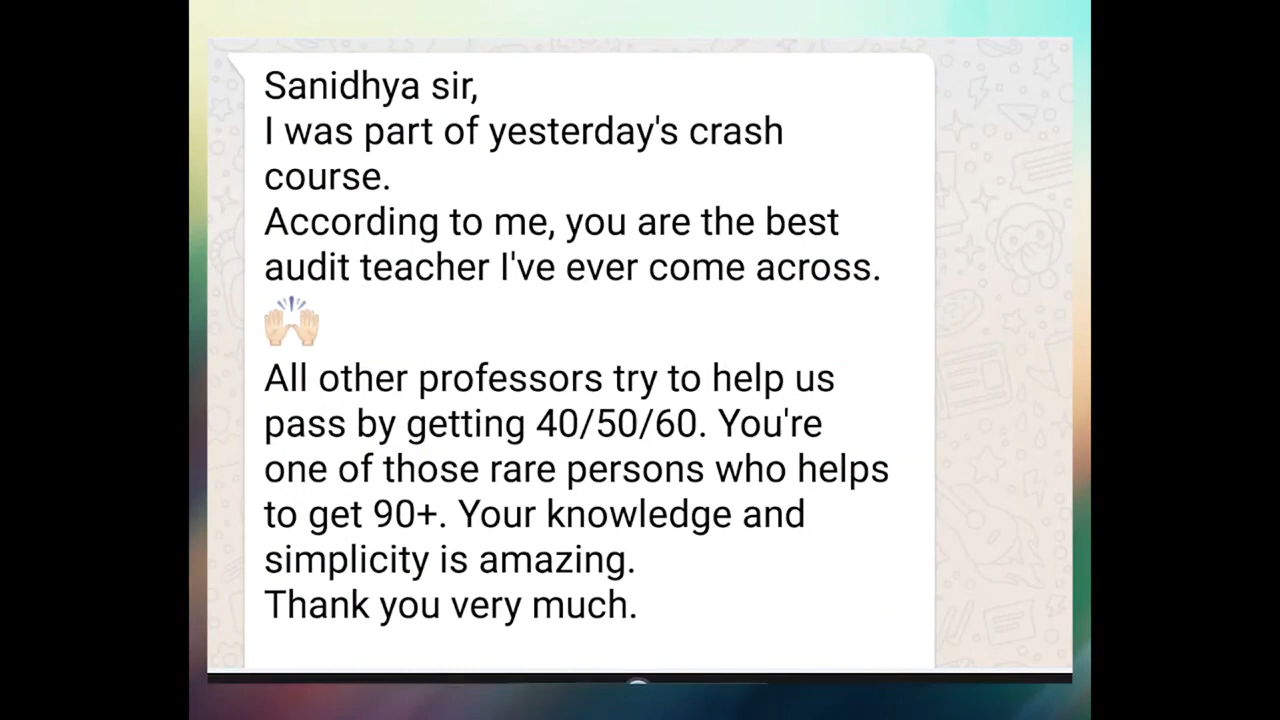 Sanidhya sir,
I was part of yesterday's crash
course.
According to me, you are the best
audit teacher I've ever come across.
🙌🏻
All other professors try to help us
pass by getting 40/50/60. You're
one of those rare persons who helps
to get 90+. Your knowledge and
simplicity is amazing.
Thank you very much.